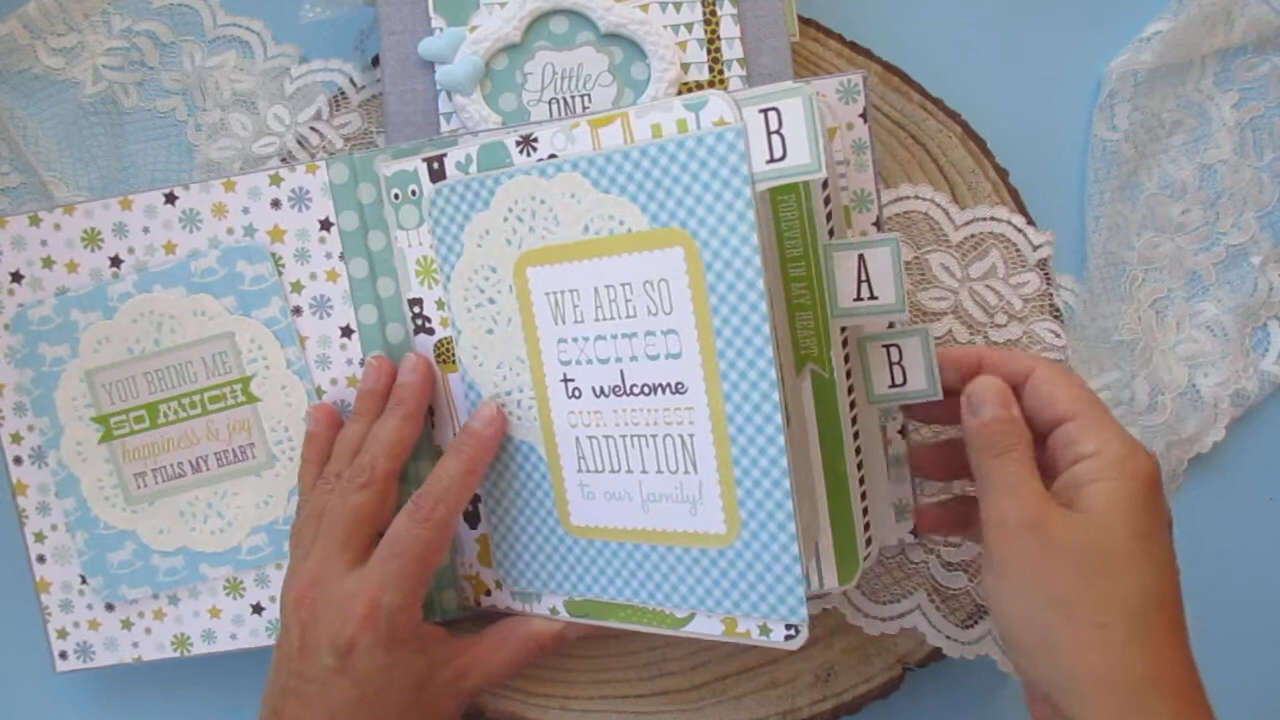 Little
ONE
YOU BRING ME
SO MUCH
happiness & joy
IT FILLS MY HEART
WE ARE SO
EXCITED
to welcome
OUR NEWEST
ADDITION
to our family!
B
FOREVER IN MY HEART
A
B